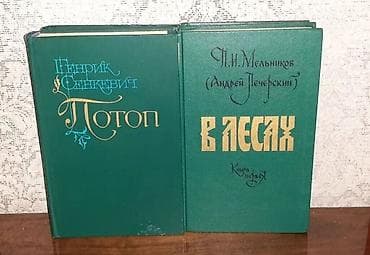 Генрик
Сенкевич
Потоп
П. И. Мельников
(Андрей Печерский)
В ЛЕСАХ
Книга первая